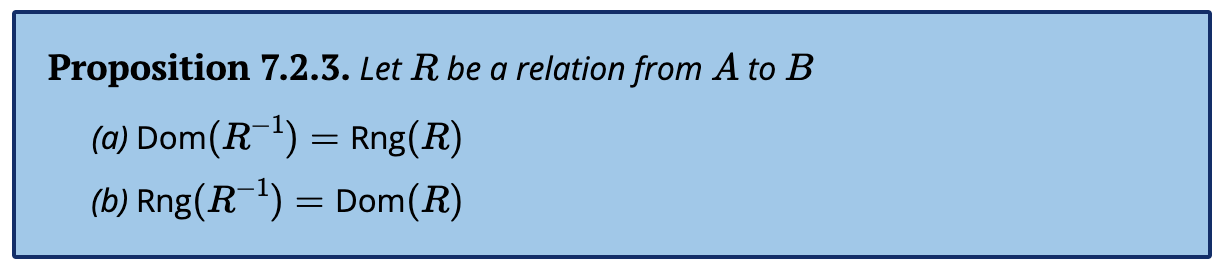 Proposition 7.2.3. Let R be a relation from A to B
(a) Dom(R⁻¹) = Rng(R)
(b) Rng(R⁻¹) = Dom(R)